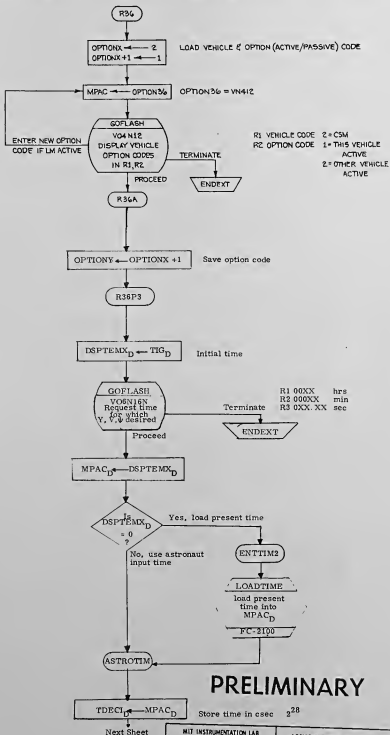 R36
OPTIONX ← 2
OPTIONX+1 ← 1
LOAD VEHICLE & OPTION (ACTIVE/PASSIVE) CODE
MPAC ← OPTION36
OPTION36 = VN412
GOFLASH
V04N12
DISPLAY VEHICLE
OPTION CODES
IN R1,R2
ENTER NEW OPTION
CODE IF LM ACTIVE
R1 VEHICLE CODE 2=CSM
R2 OPTION CODE 1=THIS VEHICLE
ACTIVE
2=OTHER VEHICLE
ACTIVE
TERMINATE
ENDEXT
PROCEED
R36A
OPTIONY ← OPTIONX +1
Save option code
R36P3
DSPTEMX_D ← TIG_D
Initial time
GOFLASH
VO6N16N
Request time
for which
Y, V, ψ desired
R1 00XX hrs
R2 000XX min
R3 0XX.XX sec
Terminate
ENDEXT
Proceed
MPAC_D ← DSPTEMX_D
Is
DSPTEMX_D
= 0
?
Yes, load present time
No, use astronaut
input time
ENTTIM2
LOADTIME
load present
time into
MPAC_D
FC-2100
ASTROTIM
PRELIMINARY
TDEC1_D ← MPAC_D
Store time in csec 2^28
Next Sheet
MIT INSTRUMENTATION LAB